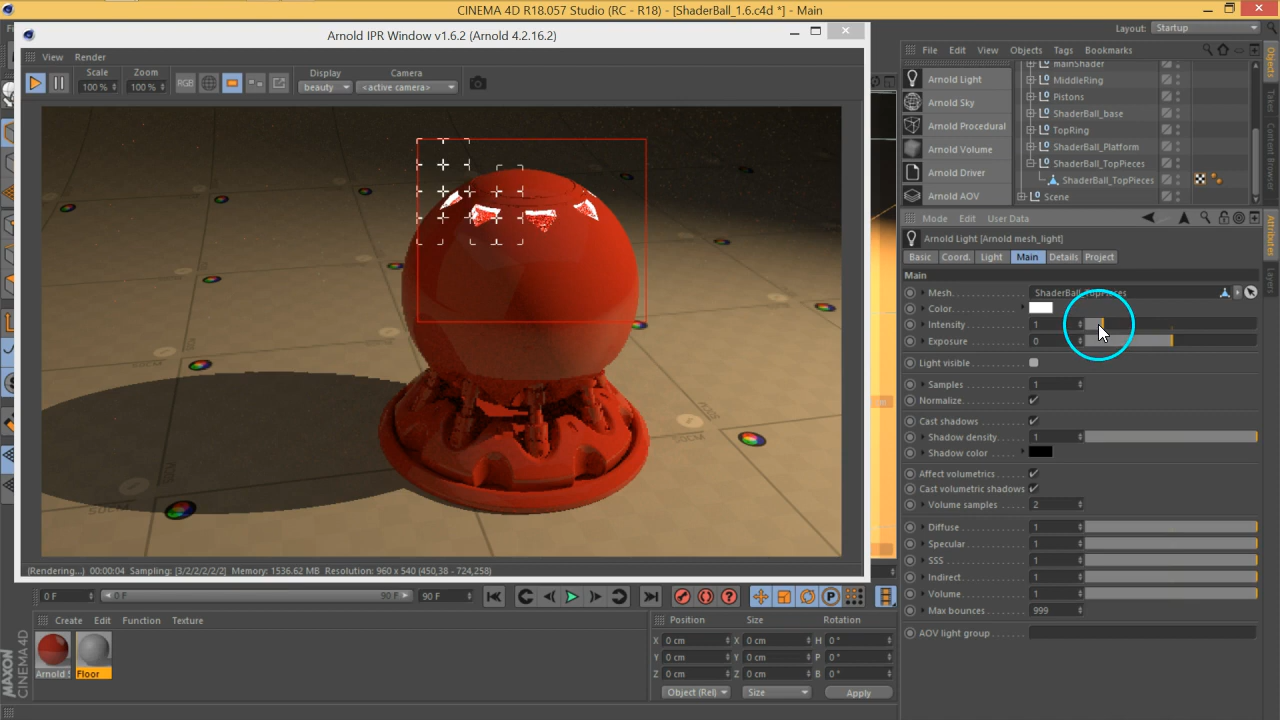 CINEMA 4D R18.057 Studio (RC - R18) - [ShaderBall_1.6.c4d *] - Main
Layout: Startup
Arnold IPR Window v1.6.2 (Arnold 4.2.16.2)
View Render
Scale Zoom Display Camera
100 % 100 % RGB beauty <active camera>
(Rendering...) 00:00:04 Sampling: [3/2/2/2/2/2] Memory: 1536.62 MB Resolution: 960 x 540 (450,38 - 724,258)
File Edit View Objects Tags Bookmarks
Arnold Light
Arnold Sky
Arnold Procedural
Arnold Volume
Arnold Driver
Arnold AOV
mainShader
MiddleRing
Pistons
ShaderBall_base
TopRing
ShaderBall_Platform
ShaderBall_TopPieces
ShaderBall_TopPieces
Scene
Objects
Takes
Content Browser
Attributes
Layers
Mode Edit User Data
Arnold Light [Arnold mesh_light]
Basic Coord. Light Main Details Project
Main
Mesh ShaderBall_TopPieces
Color
Intensity 1
Exposure 0
Light visible
Samples 1
Normalize
Cast shadows
Shadow density 1
Shadow color
Affect volumetrics
Cast volumetric shadows
Volume samples 2
Diffuse 1
Specular 1
SSS 1
Indirect 1
Volume 1
Max bounces 999
AOV light group
0 F 0 F 90 F 90 F
Create Edit Function Texture
Arnold S Floor
MAXON
CINEMA 4D
Position Size Rotation
X 0 cm X 0 cm H 0 °
Y 0 cm Y 0 cm P 0 °
Z 0 cm Z 0 cm B 0 °
Object (Rel) Size Apply